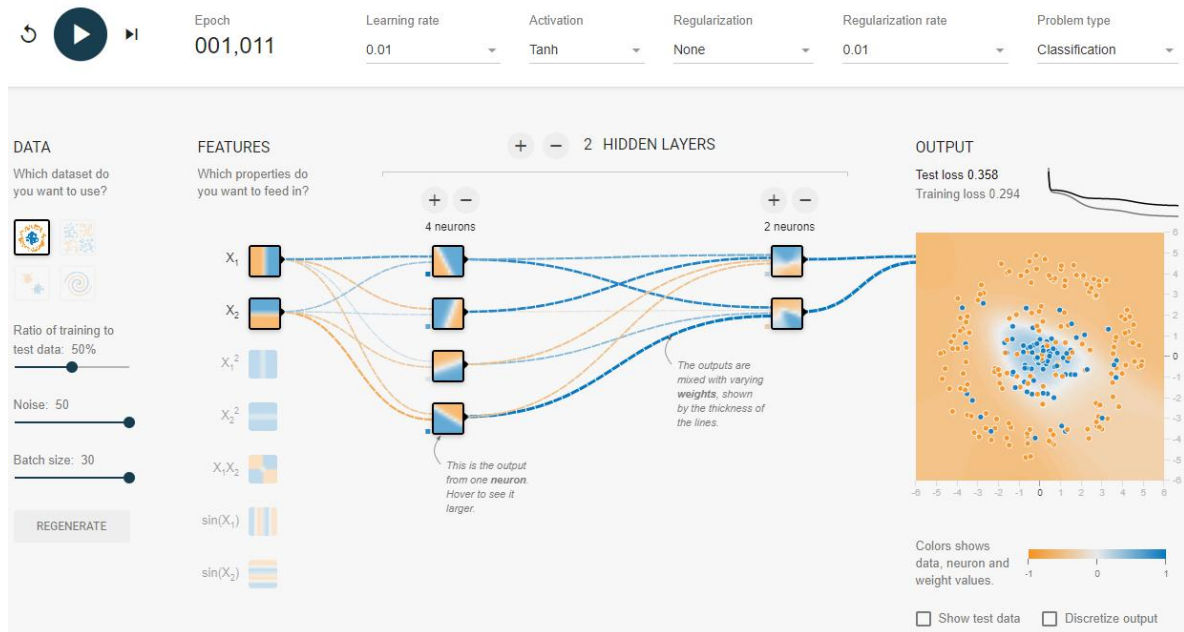 Epoch
001,011
Learning rate
0.01
Activation
Tanh
Regularization
None
Regularization rate
0.01
Problem type
Classification
DATA
Which dataset do
you want to use?
Ratio of training to
test data: 50%
Noise: 50
Batch size: 30
REGENERATE
FEATURES
Which properties do
you want to feed in?
X1
X2
X1²
X2²
X1X2
sin(X1)
sin(X2)
+ − 2 HIDDEN LAYERS
+ −
4 neurons
+ −
2 neurons
This is the output
from one neuron.
Hover to see it
larger.
The outputs are
mixed with varying
weights, shown
by the thickness of
the lines.
OUTPUT
Test loss 0.358
Training loss 0.294
6
5
4
3
2
1
0
-1
-2
-3
-4
-5
-6
-6 -5 -4 -3 -2 -1 0 1 2 3 4 5 6
Colors shows
data, neuron and
weight values.
-1 0 1
Show test data
Discretize output